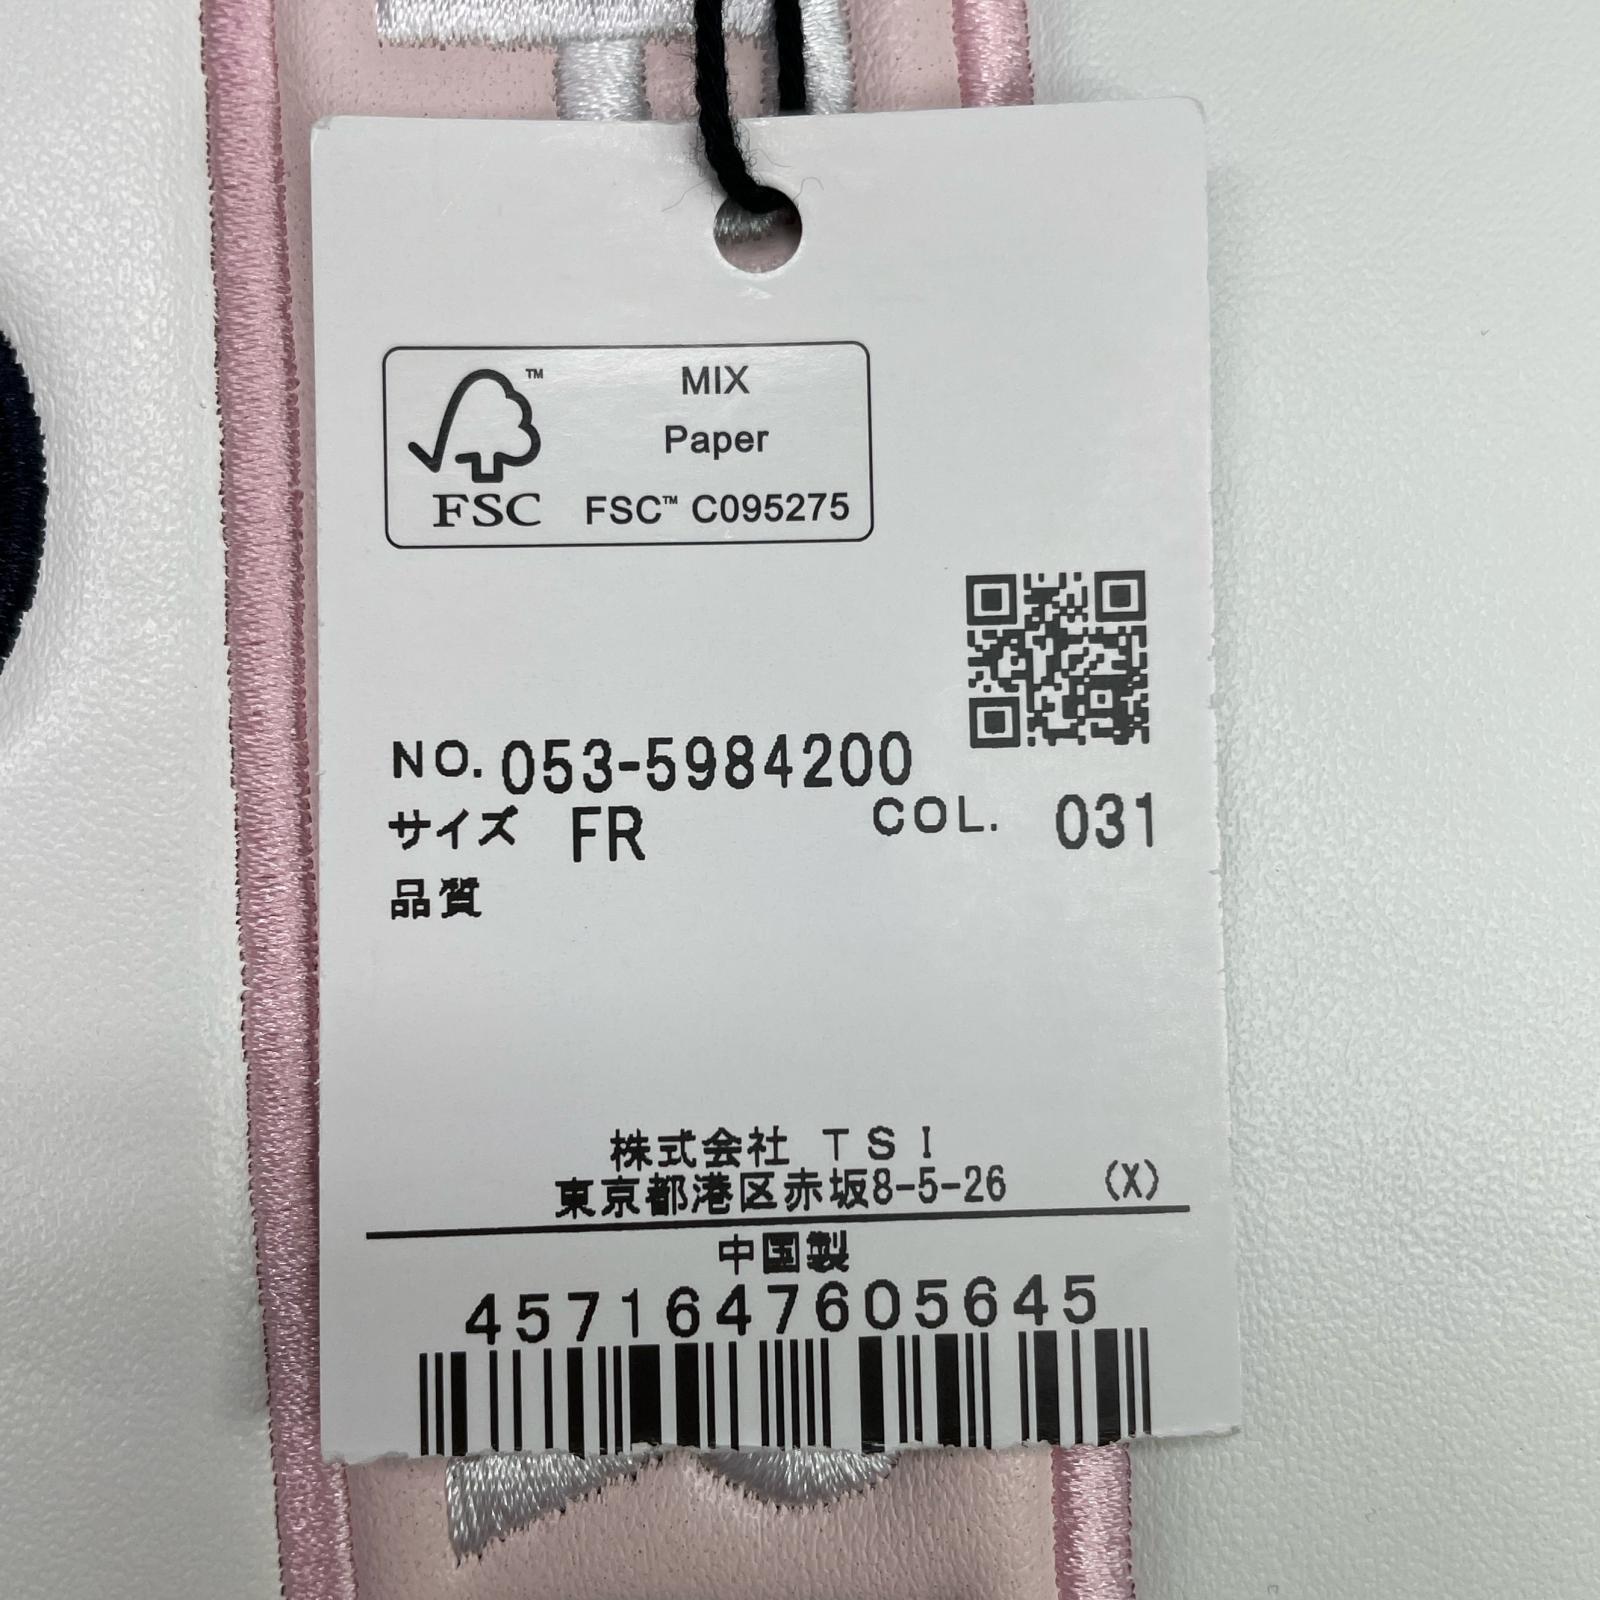 MIX
Paper
FSC™ C095275
™
FSC
NO. 053-5984200
サイズ FR COL. 031
品質
株式会社 TSI
東京都港区赤坂8-5-26 (X)
中国製
4571647605645